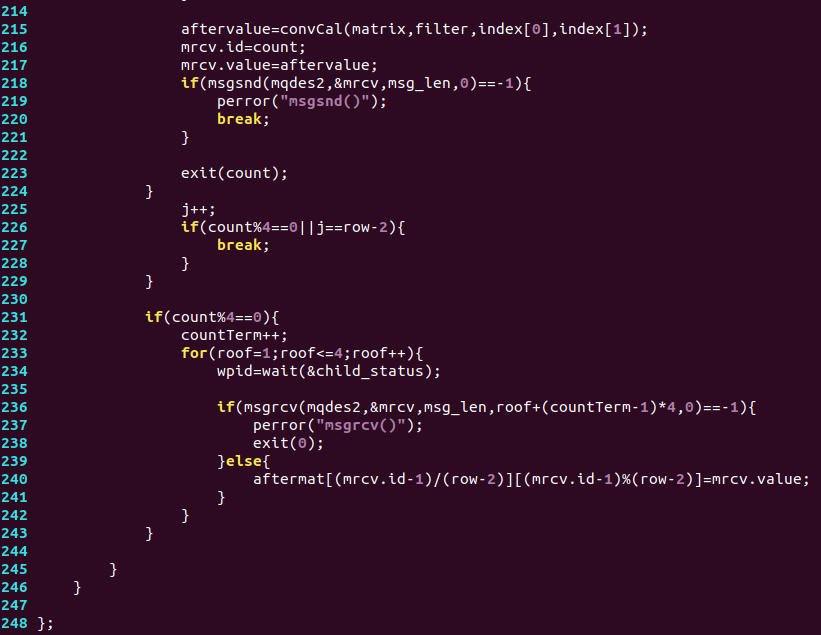 214
215                 aftervalue=convCal(matrix,filter,index[0],index[1]);
216                 mrcv.id=count;
217                 mrcv.value=aftervalue;
218                 if(msgsnd(mqdes2,&mrcv,msg_len,0)==-1){
219                     perror("msgsnd()");
220                     break;
221                 }
222
223                 exit(count);
224             }
225                 j++;
226                 if(count%4==0||j==row-2){
227                     break;
228                 }
229             }
230
231             if(count%4==0){
232                 countTerm++;
233                 for(roof=1;roof<=4;roof++){
234                     wpid=wait(&child_status);
235
236                     if(msgrcv(mqdes2,&mrcv,msg_len,roof+(countTerm-1)*4,0)==-1){
237                         perror("msgrcv()");
238                         exit(0);
239                     }else{
240                         aftermat[(mrcv.id-1)/(row-2)][(mrcv.id-1)%(row-2)]=mrcv.value;
241                     }
242                 }
243             }
244
245         }
246     }
247
248 };